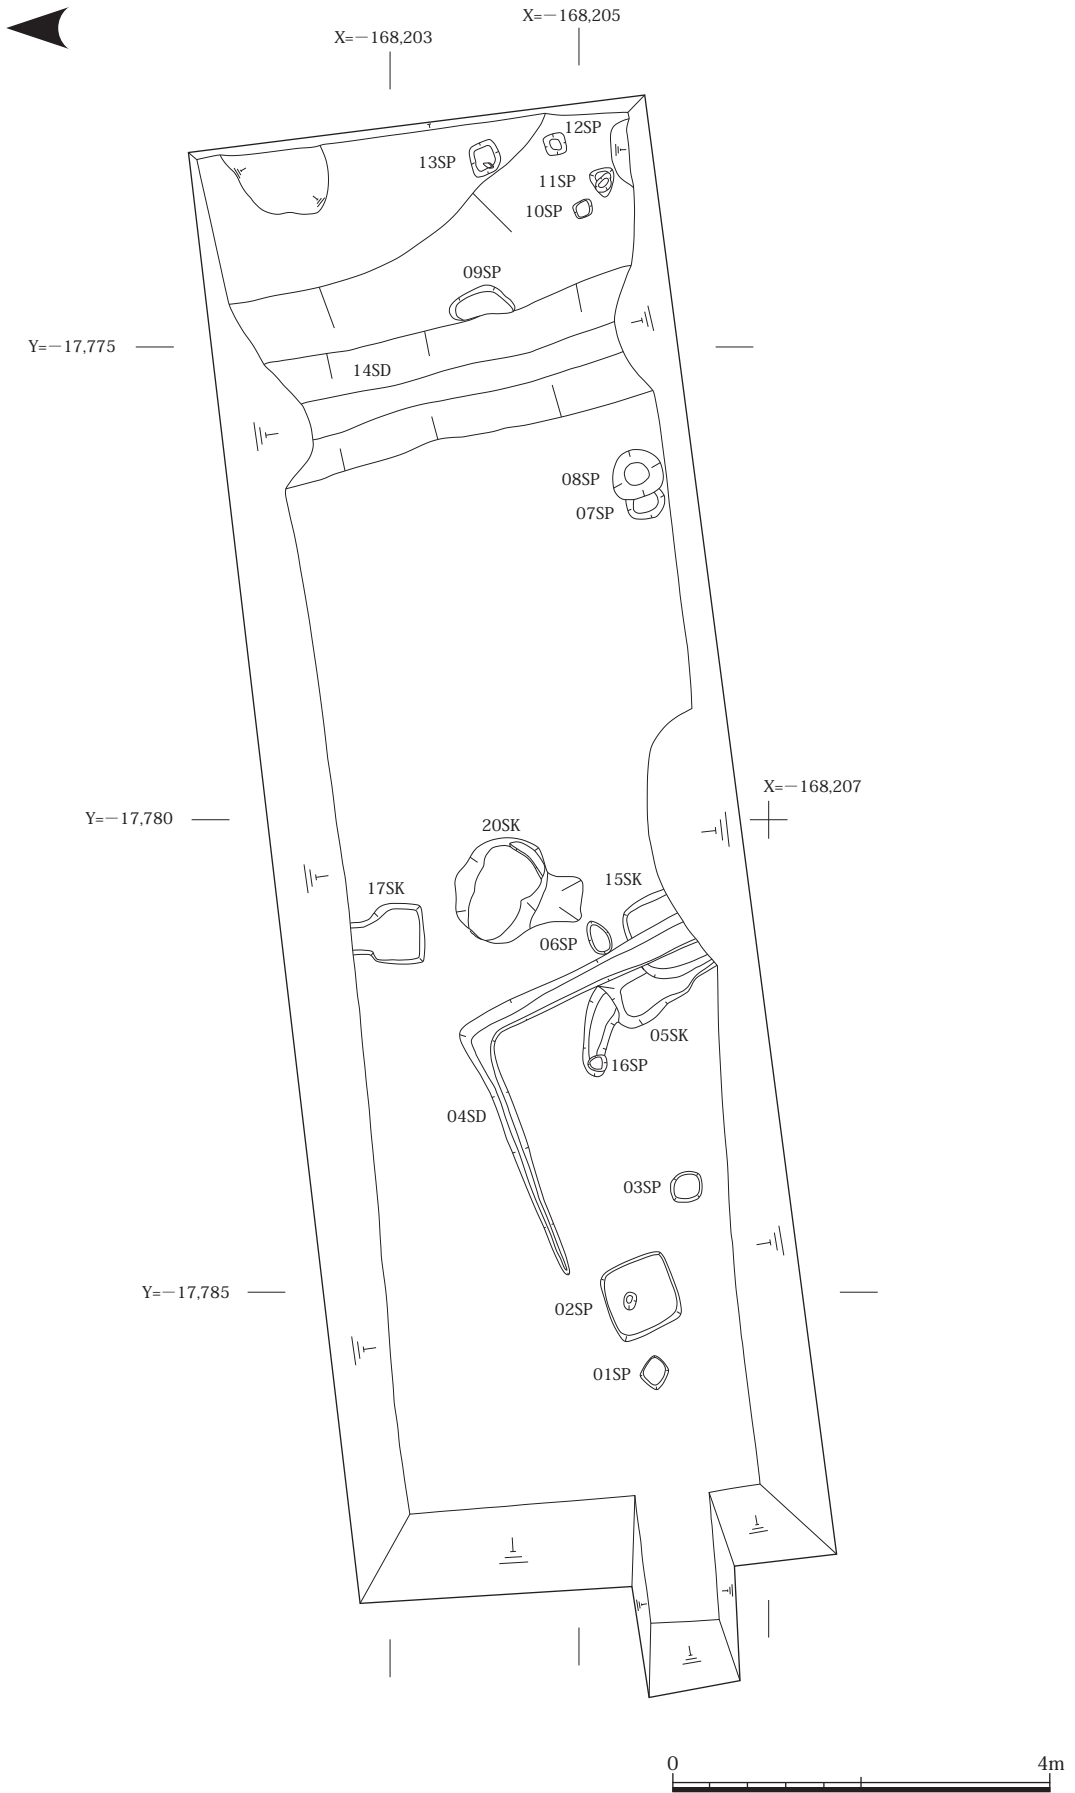 X=－168,205
X=－168,203
12SP
13SP
11SP
10SP
09SP
Y=－17,775
14SD
08SP
07SP
X=－168,207
Y=－17,780
20SK
17SK
15SK
06SP
05SK
16SP
04SD
03SP
Y=－17,785
02SP
01SP
0
4m